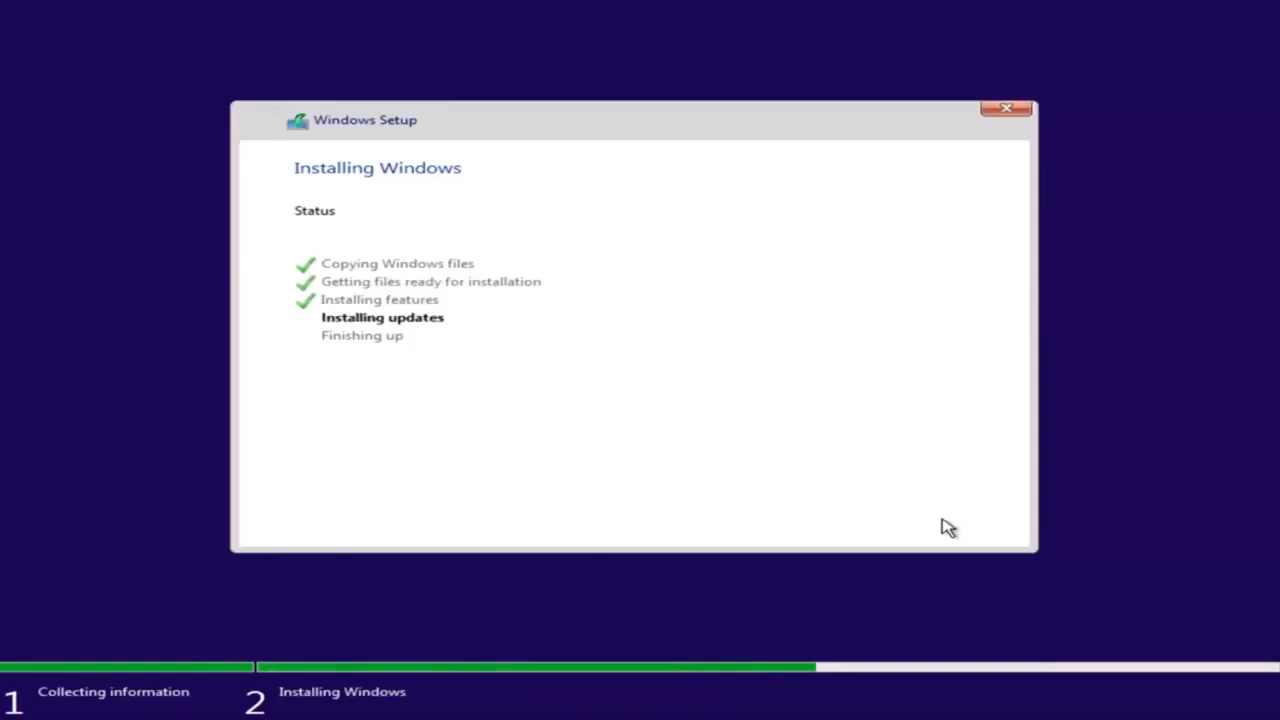 Windows Setup
Installing Windows
Status
Copying Windows files
Getting files ready for installation
Installing features
Installing updates
Finishing up
1 Collecting information
2 Installing Windows